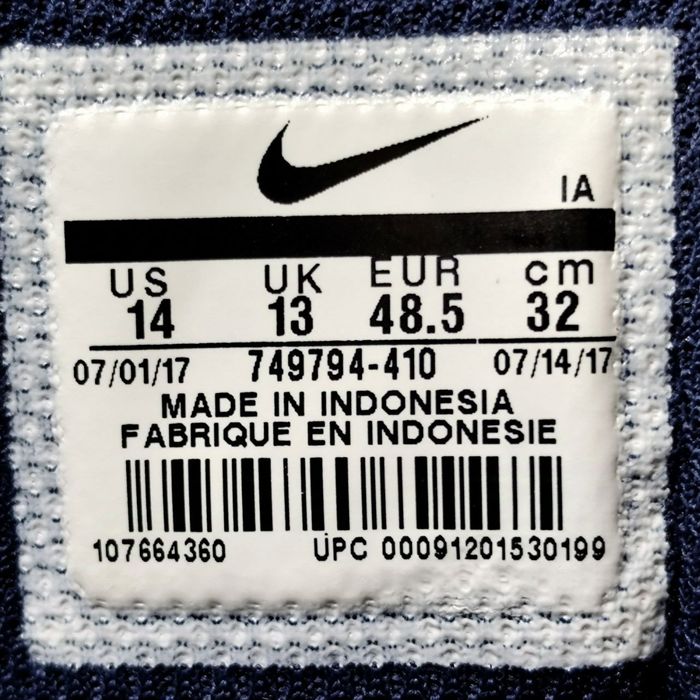 IA
US UK EUR cm
14 13 48.5 32
07/01/17 749794-410 07/14/17
MADE IN INDONESIA
FABRIQUE EN INDONESIE
107664360 UPC 00091201530199